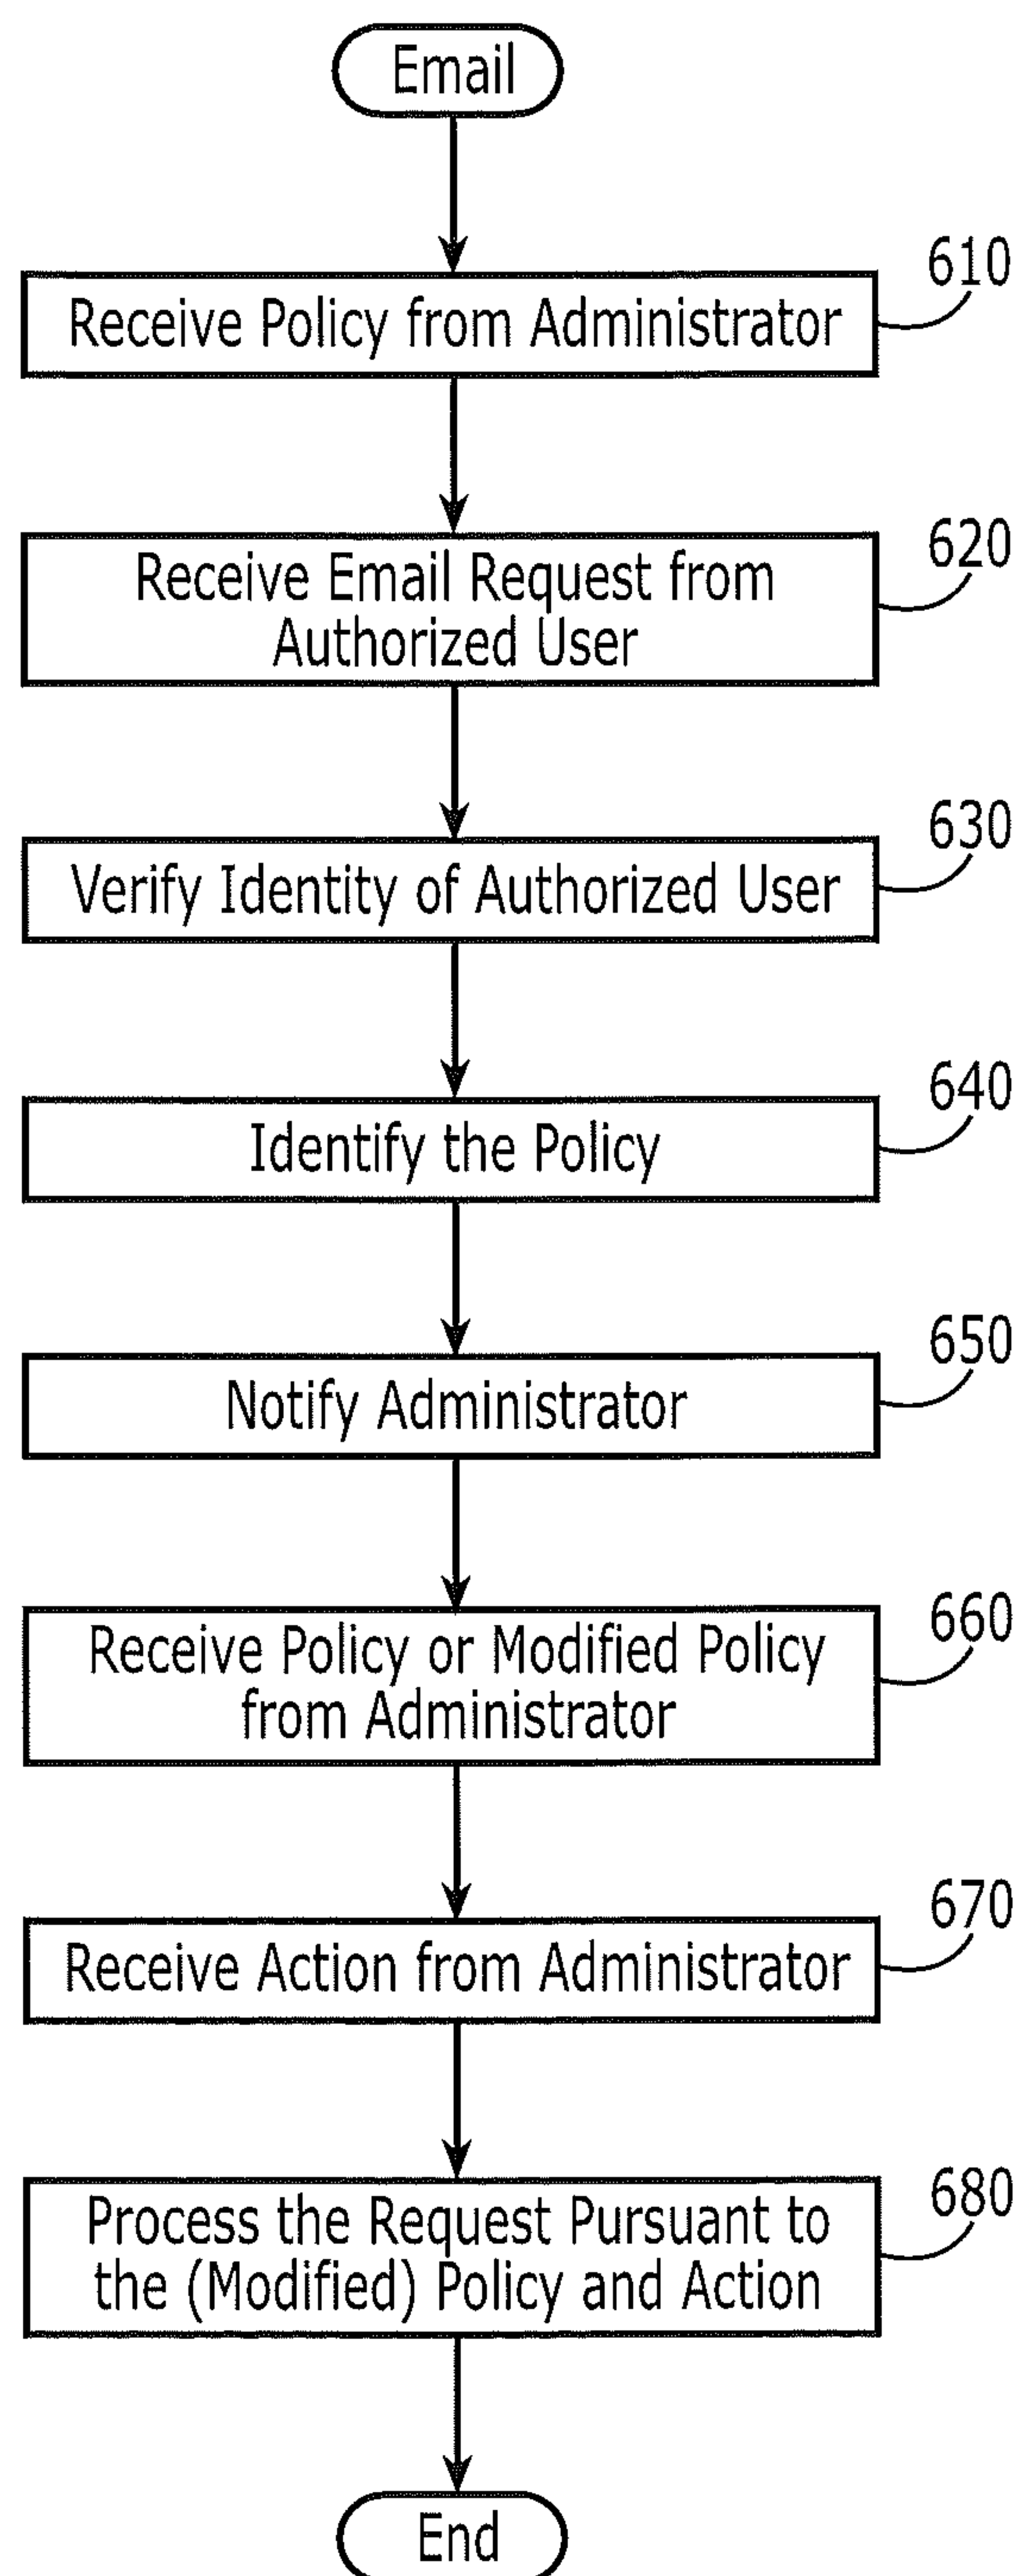 Email
610
Receive Policy from Administrator
620
Receive Email Request from
Authorized User
630
Verify Identity of Authorized User
640
Identify the Policy
650
Notify Administrator
660
Receive Policy or Modified Policy
from Administrator
670
Receive Action from Administrator
680
Process the Request Pursuant to
the (Modified) Policy and Action
End